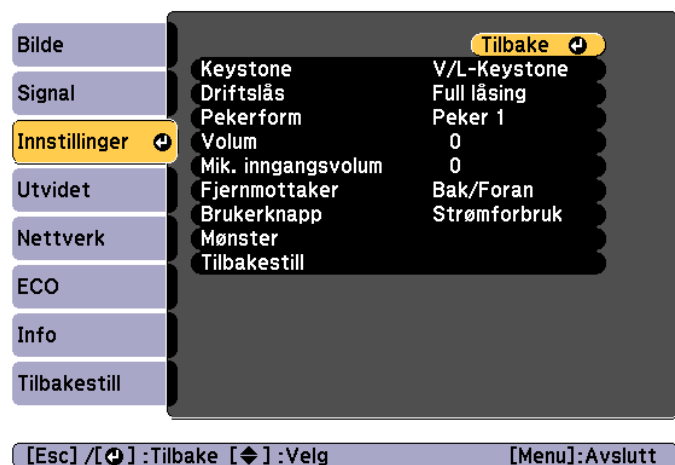 Bilde
Signal
Innstillinger
Utvidet
Nettverk
ECO
Info
Tilbakestill
Tilbake
Keystone V/L-Keystone
Driftslås Full låsing
Pekerform Peker 1
Volum 0
Mik. inngangsvolum 0
Fjernmottaker Bak/Foran
Brukerknapp Strømforbruk
Mønster
Tilbakestill
[Esc] /[⏎] :Tilbake [◆] :Velg [Menu]:Avslutt